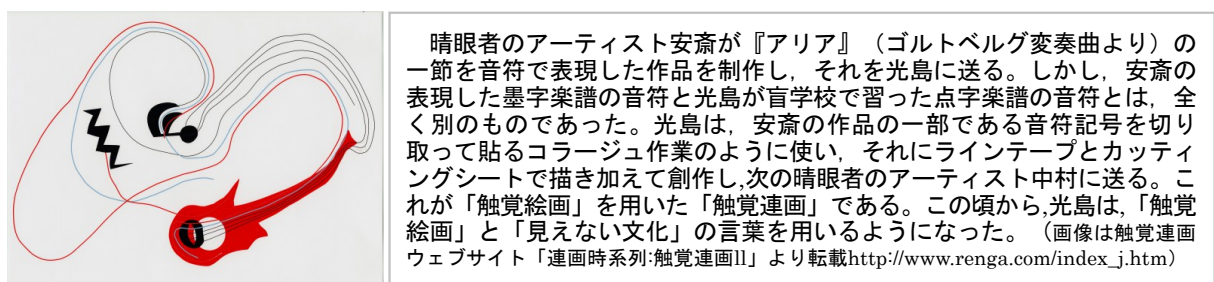 晴眼者のアーティスト安斎が『アリア』（ゴルトベルグ変奏曲より）の
一節を音符で表現した作品を制作し，それを光島に送る。しかし，安斎の
表現した墨字楽譜の音符と光島が盲学校で習った点字楽譜の音符とは，全
く別のものであった。光島は，安斎の作品の一部である音符記号を切り
取って貼るコラージュ作業のように使い，それにラインテープとカッティ
ングシートで描き加えて創作し,次の晴眼者のアーティスト中村に送る。こ
れが「触覚絵画」を用いた「触覚連画」である。この頃から,光島は,「触覚
絵画」と「見えない文化」の言葉を用いるようになった。（画像は触覚連画
ウェブサイト「連画時系列:触覚連画ll」より転載http://www.renga.com/index_j.htm）